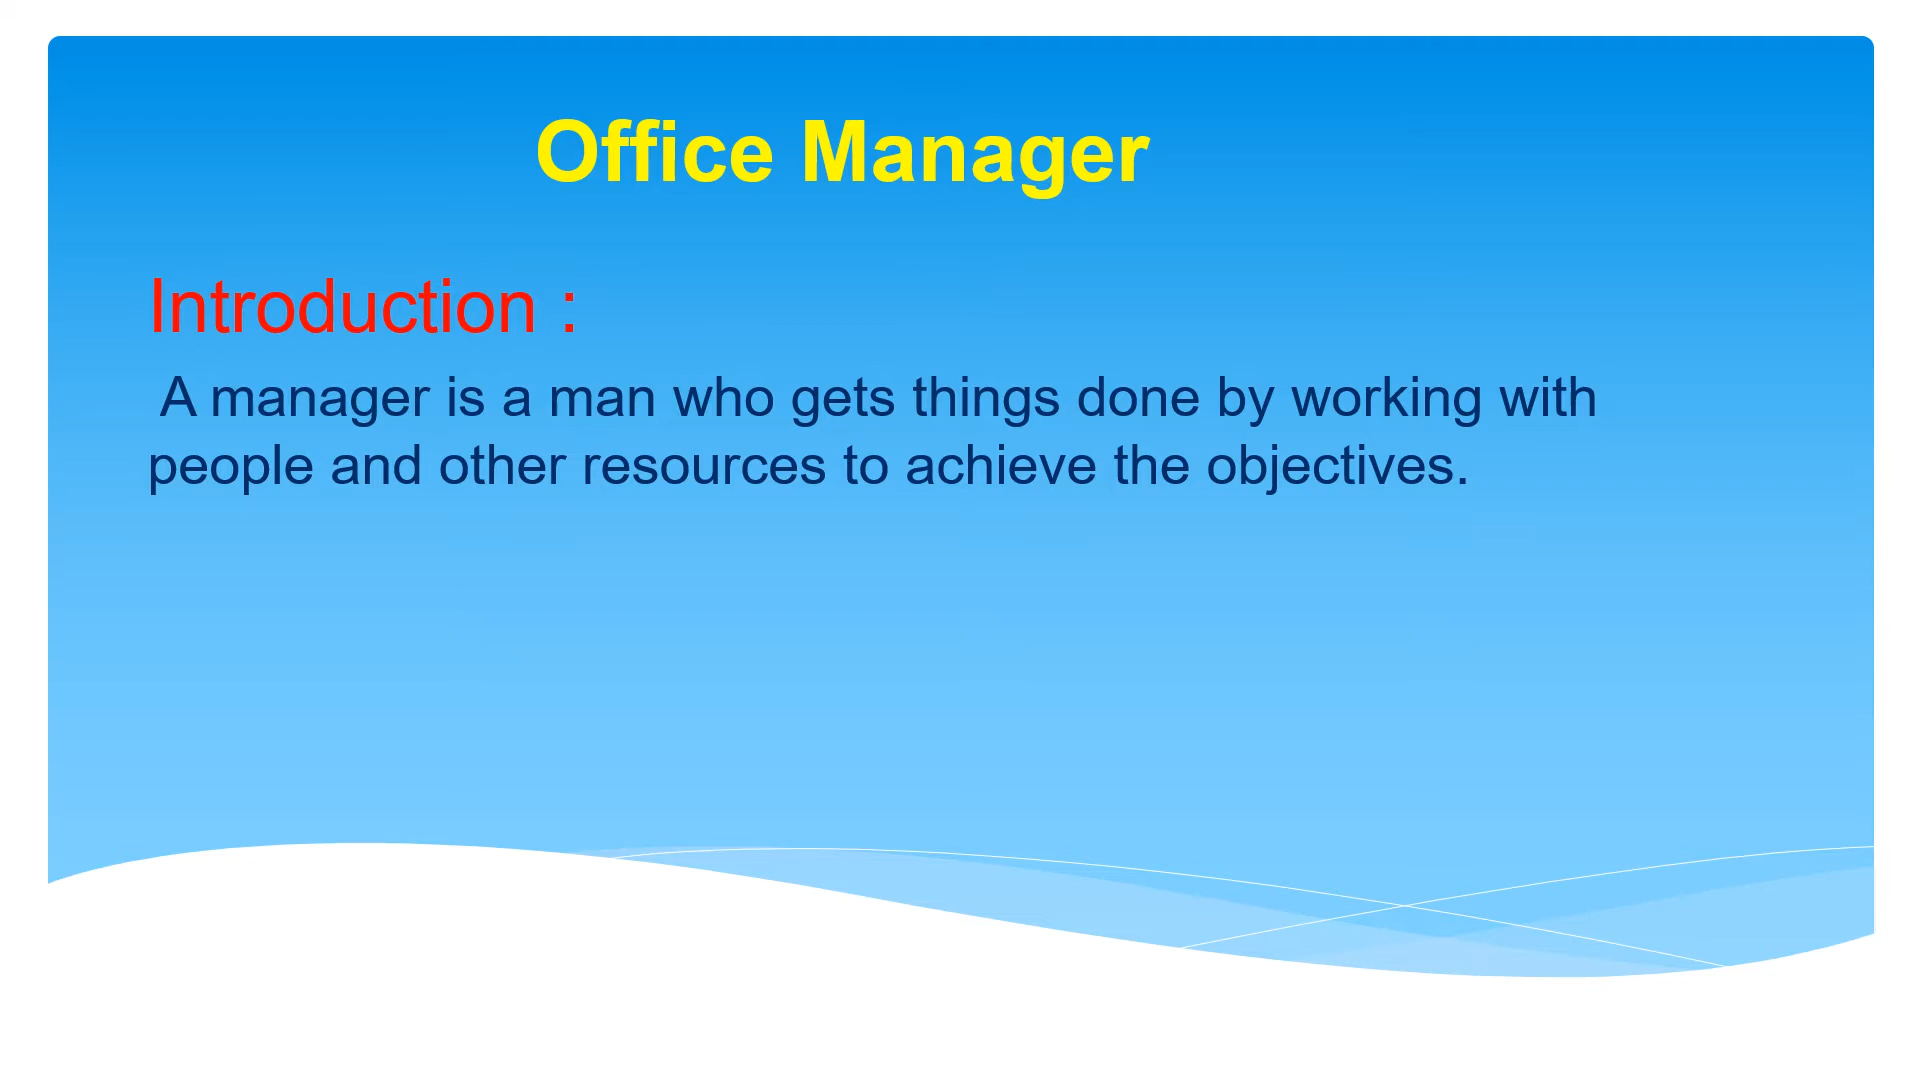 Office Manager
Introduction :
A manager is a man who gets things done by working with
people and other resources to achieve the objectives.